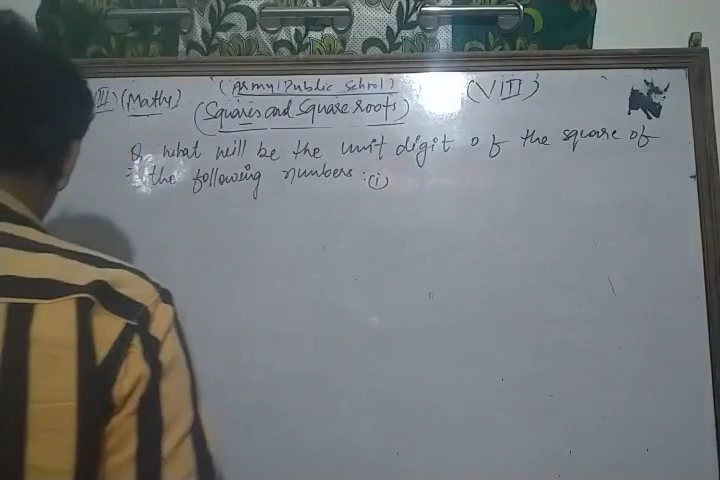 III) (Maths) (Army Public School) (VIII)
(Squares and Square roots)
Q. what will be the unit digit of the square of
the following numbers :(i)